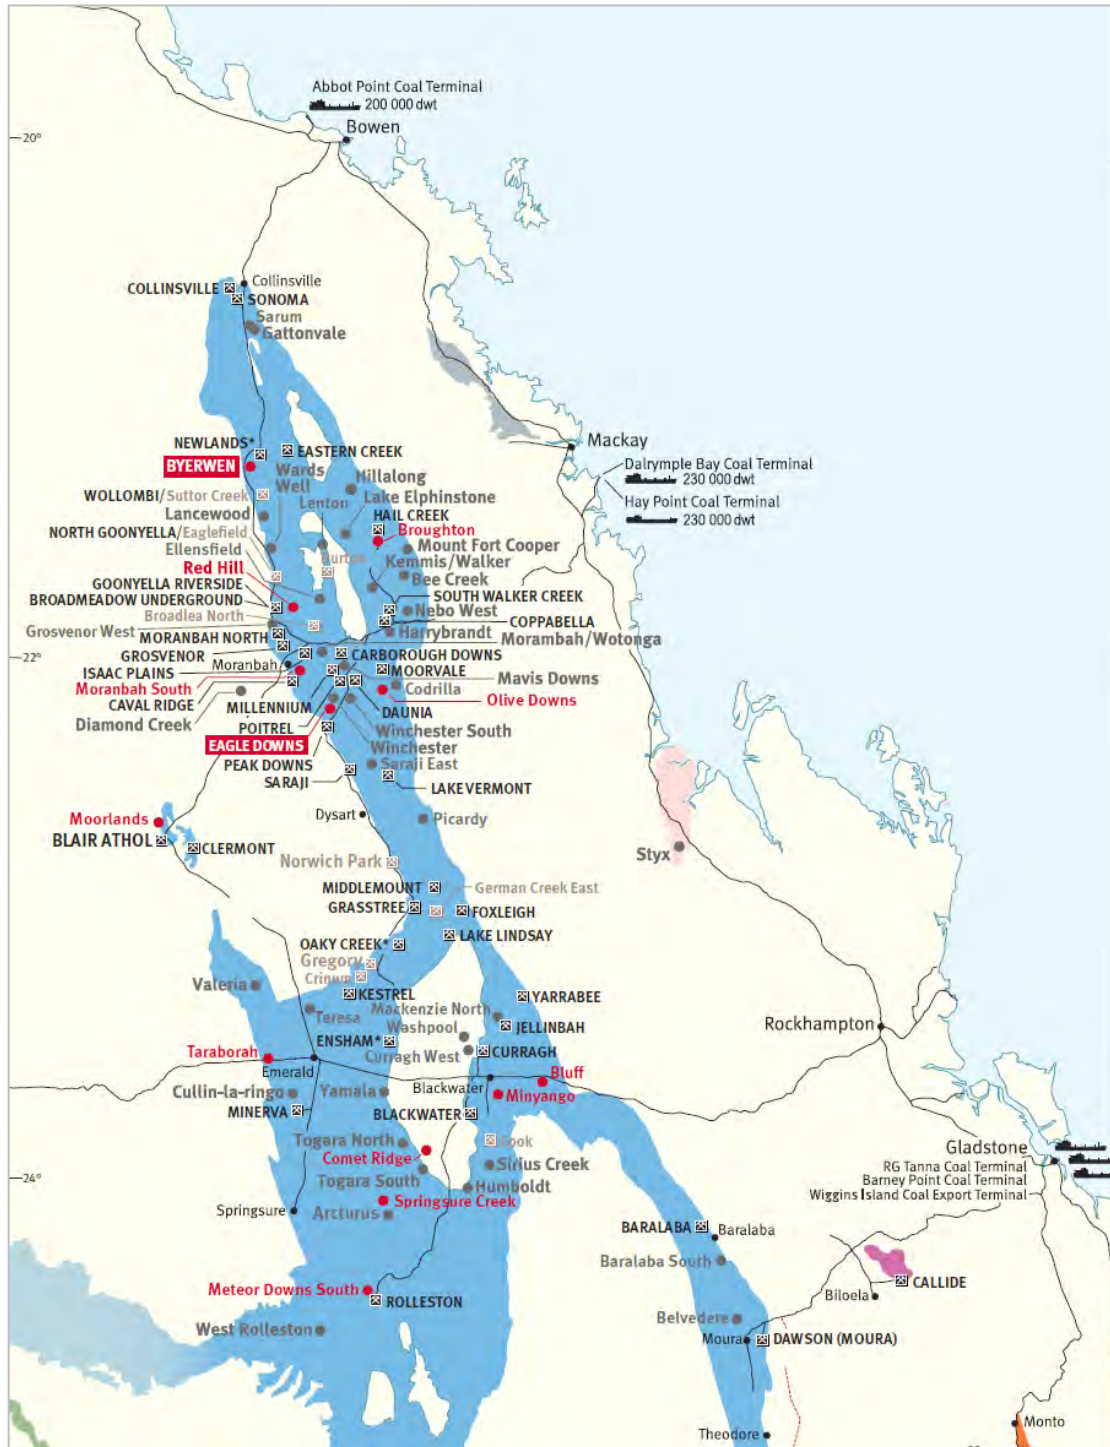 Abbot Point Coal Terminal
200 000 dwt
Bowen
20°
Collinsville
COLLINSVILLE
SONOMA
Sarum
Gattonvale
Mackay
NEWLANDS*
EASTERN CREEK
BYERWEN
Wards
Well
Hillalong
Dalrymple Bay Coal Terminal
230 000 dwt
WOLLOMBI/Suttor Creek
Lenton
Lake Elphinstone
Hay Point Coal Terminal
230 000 dwt
Lancewood
HAIL CREEK
NORTH GOONYELLA/Eaglefield
Broughton
Ellensfield
Burton
Mount Fort Cooper
Red Hill
Kemmis/Walker
GOONYELLA RIVERSIDE
Bee Creek
BROADMEADOW UNDERGROUND
SOUTH WALKER CREEK
Broadlea North
Nebo West
Grosvenor West
COPPABELLA
MORANBAH NORTH
Harrybrandt
Morambah/Wotonga
GROSVENOR
CARBOROUGH DOWNS
22°
Moranbah
ISAAC PLAINS
MOORVALE
Mavis Downs
Moranbah South
Codrilla
CAVAL RIDGE
Olive Downs
MILLENNIUM
DAUNIA
Diamond Creek
POITREL
Winchester South
EAGLE DOWNS
Winchester
PEAK DOWNS
Saraji East
SARAJI
LAKE VERMONT
Dysart
Picardy
Moorlands
BLAIR ATHOL
CLERMONT
Styx
Norwich Park
MIDDLEMOUNT
German Creek East
GRASSTREE
FOXLEIGH
LAKE LINDSAY
OAKY CREEK*
Gregory
Crinum
Valeria
KESTREL
YARRABEE
Teresa
Mackenzie North
Washpool
JELLINBAH
Rockhampton
ENSHAM*
Curragh West
CURRAGH
Taraborah
Emerald
Bluff
Cullin-la-ringo
Yamala
Blackwater
Minyango
MINERVA
BLACKWATER
Togara North
Cook
Gladstone
Comet Ridge
Sirius Creek
RG Tanna Coal Terminal
Barney Point Coal Terminal
Wiggins Island Coal Export Terminal
24°
Togara South
Humboldt
Springsure Creek
Springsure
Arcturus
BARALABA
Baralaba
Baralaba South
CALLIDE
Meteor Downs South
ROLLESTON
Biloela
West Rolleston
Belvedere
Moura
DAWSON (MOURA)
Monto
Theodore